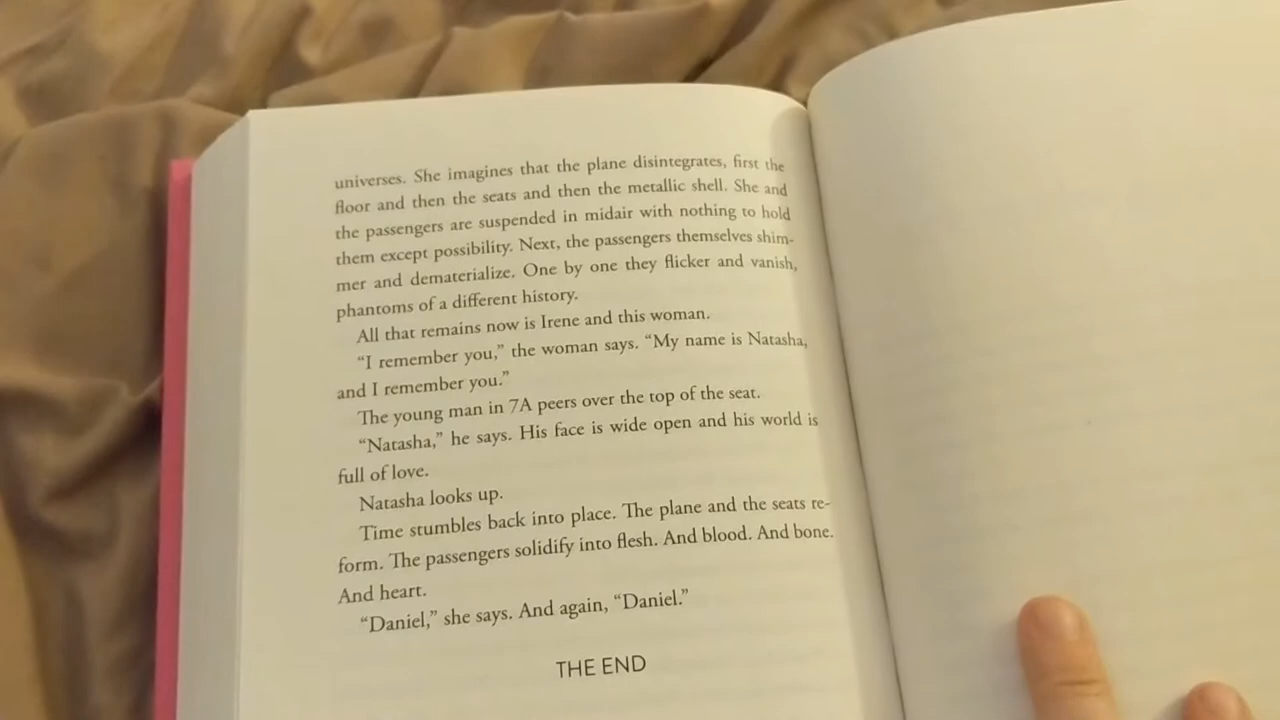 universes. She imagines that the plane disintegrates, first the
floor and then the seats and then the metallic shell. She and
the passengers are suspended in midair with nothing to hold
them except possibility. Next, the passengers themselves shim-
mer and dematerialize. One by one they flicker and vanish,
phantoms of a different history.
All that remains now is Irene and this woman.
“I remember you,” the woman says. “My name is Natasha,
and I remember you.”
The young man in 7A peers over the top of the seat.
“Natasha,” he says. His face is wide open and his world is
full of love.
Natasha looks up.
Time stumbles back into place. The plane and the seats re-
form. The passengers solidify into flesh. And blood. And bone.
And heart.
“Daniel,” she says. And again, “Daniel.”
THE END